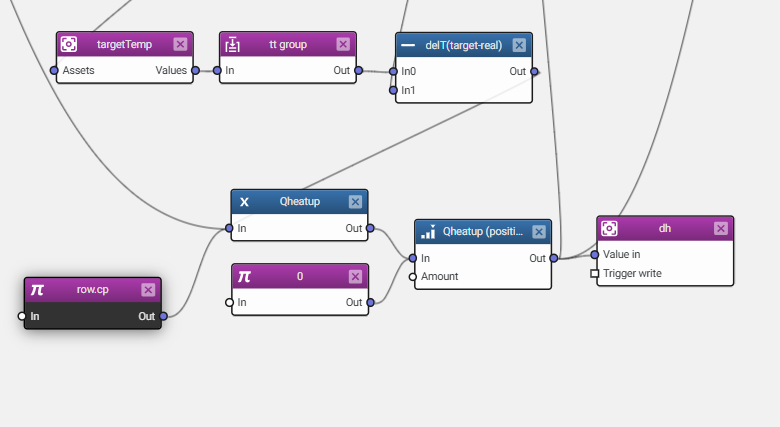 targetTemp
Assets Values
tt group
In Out
delT(target-real)
In0 Out
In1
Qheatup
In Out
Qheatup (positi...
In Out
Amount
dh
Value in
Trigger write
0
In Out
row.cp
In Out